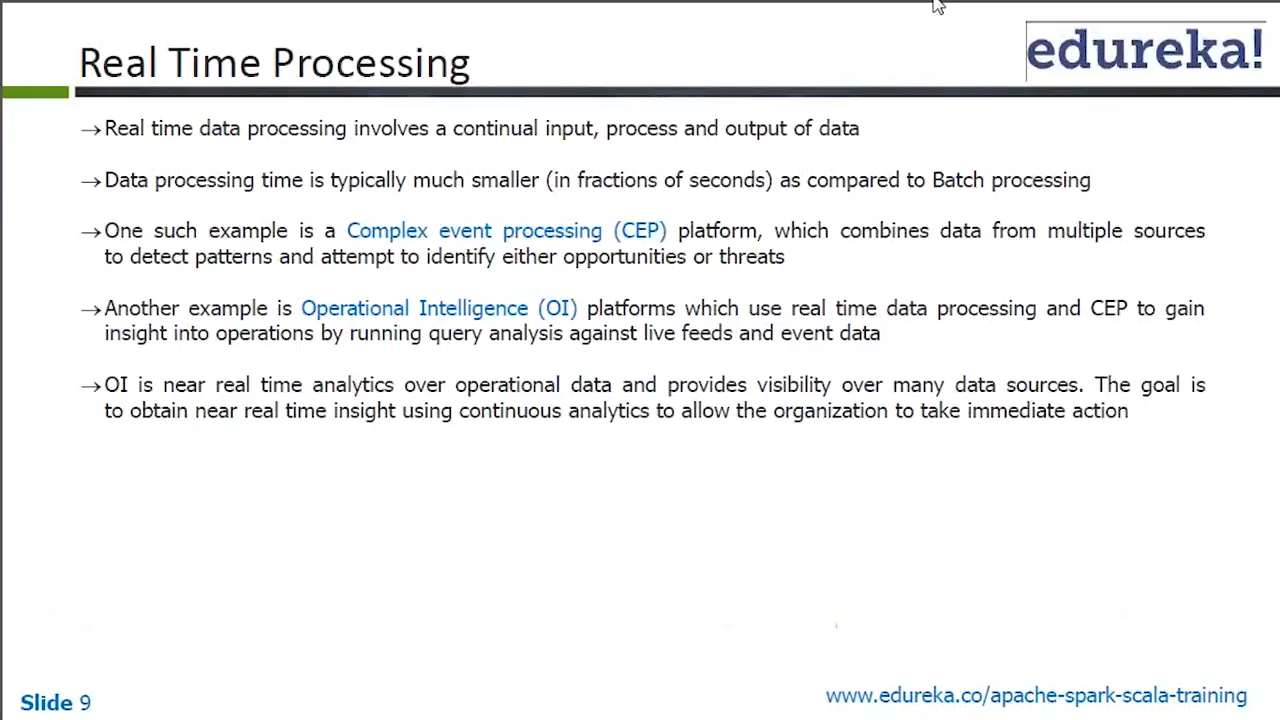 Real Time Processing
edureka!
→Real time data processing involves a continual input, process and output of data
→Data processing time is typically much smaller (in fractions of seconds) as compared to Batch processing
→One such example is a Complex event processing (CEP) platform, which combines data from multiple sources
to detect patterns and attempt to identify either opportunities or threats
→Another example is Operational Intelligence (OI) platforms which use real time data processing and CEP to gain
insight into operations by running query analysis against live feeds and event data
→OI is near real time analytics over operational data and provides visibility over many data sources. The goal is
to obtain near real time insight using continuous analytics to allow the organization to take immediate action
Slide 9
www.edureka.co/apache-spark-scala-training